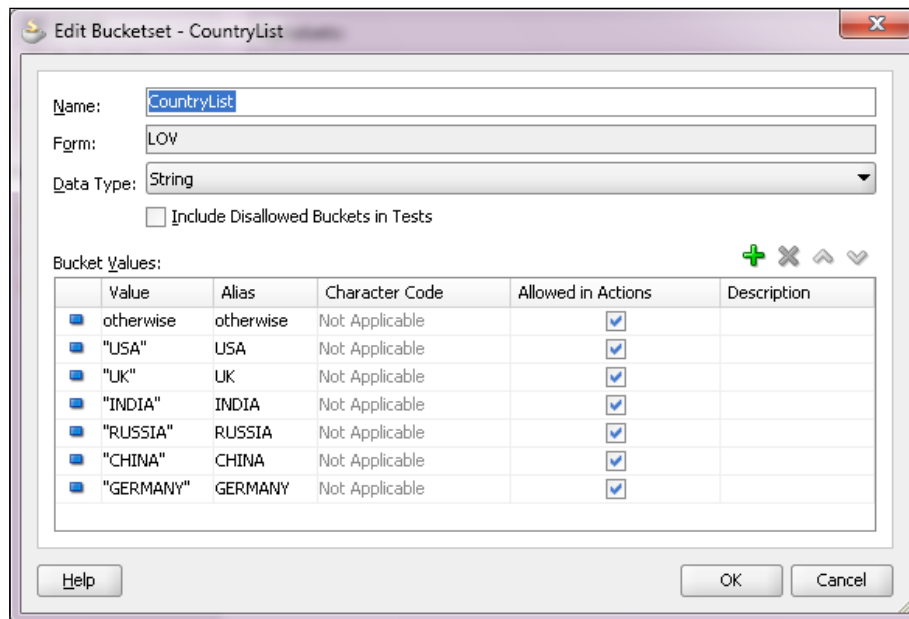 Edit Bucketset - CountryList
Name: CountryList
Form: LOV
Data Type: String
Include Disallowed Buckets in Tests
Bucket Values:
Value Alias Character Code Allowed in Actions Description
otherwise otherwise Not Applicable
"USA" USA Not Applicable
"UK" UK Not Applicable
"INDIA" INDIA Not Applicable
"RUSSIA" RUSSIA Not Applicable
"CHINA" CHINA Not Applicable
"GERMANY" GERMANY Not Applicable
Help OK Cancel